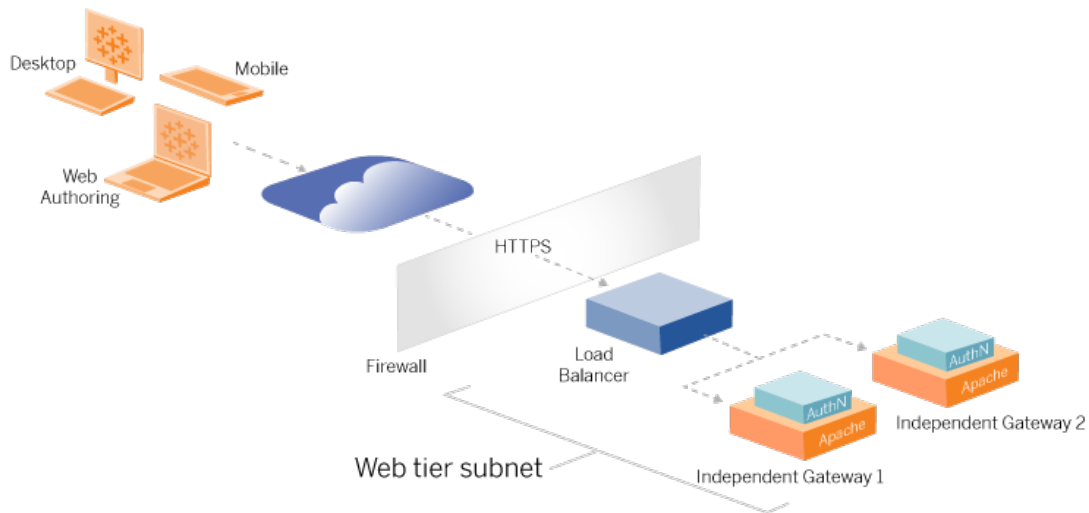 Desktop
Mobile
Web
Authoring
HTTPS
Firewall
Load
Balancer
AuthN
Apache
Independent Gateway 2
AuthN
Apache
Independent Gateway 1
Web tier subnet